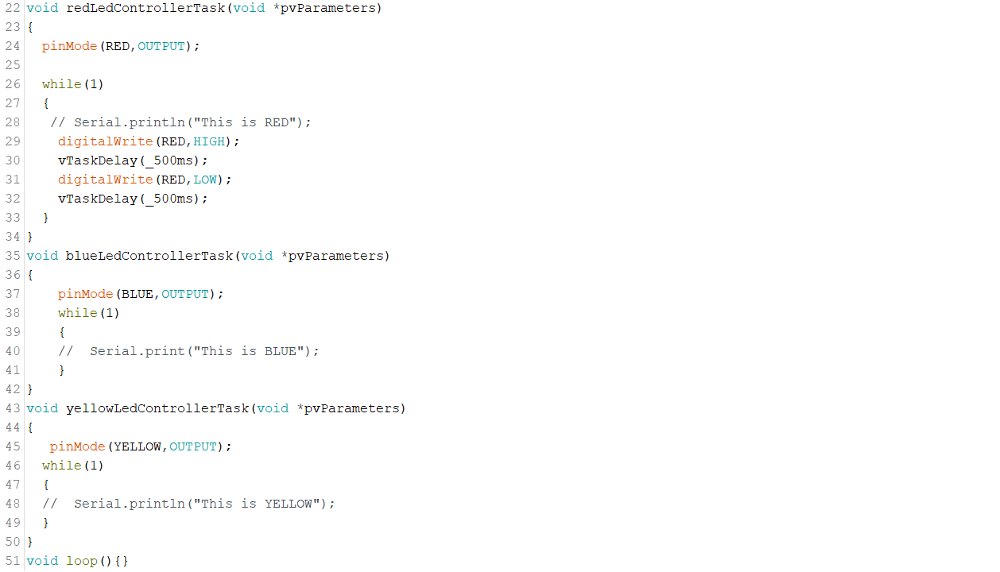 22 void redLedControllerTask(void *pvParameters)
23 {
24   pinMode(RED,OUTPUT);
25
26   while(1)
27   {
28    // Serial.println("This is RED");
29     digitalWrite(RED,HIGH);
30     vTaskDelay(_500ms);
31     digitalWrite(RED,LOW);
32     vTaskDelay(_500ms);
33   }
34 }
35 void blueLedControllerTask(void *pvParameters)
36 {
37     pinMode(BLUE,OUTPUT);
38     while(1)
39     {
40     //  Serial.print("This is BLUE");
41     }
42 }
43 void yellowLedControllerTask(void *pvParameters)
44 {
45    pinMode(YELLOW,OUTPUT);
46   while(1)
47   {
48   //  Serial.println("This is YELLOW");
49   }
50 }
51 void loop(){}